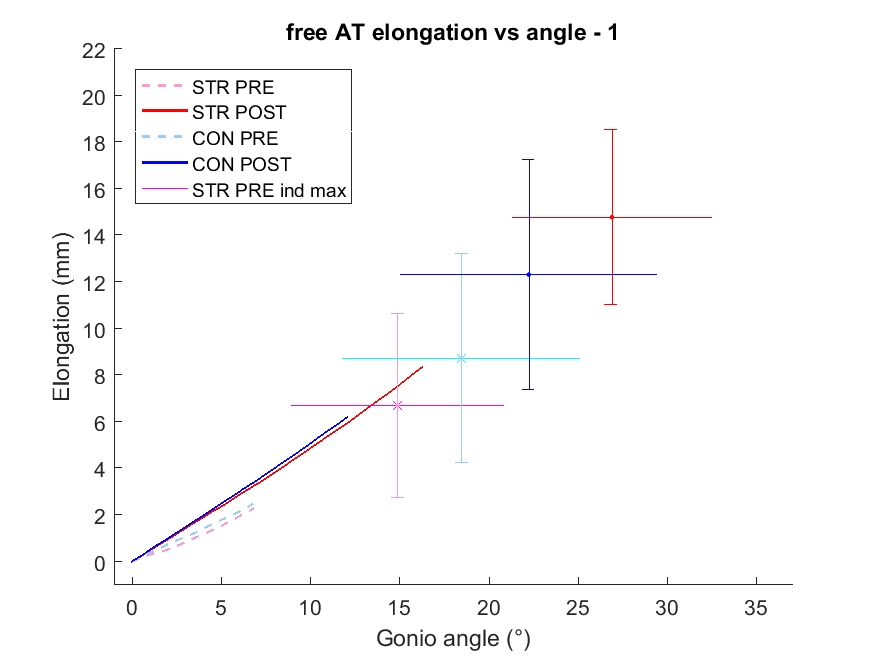 free AT elongation vs angle - 1
22
20
18
16
14
12
10
8
6
4
2
0
Elongation (mm)
STR PRE
STR POST
CON PRE
CON POST
STR PRE ind max
0 5 10 15 20 25 30 35
Gonio angle (°)